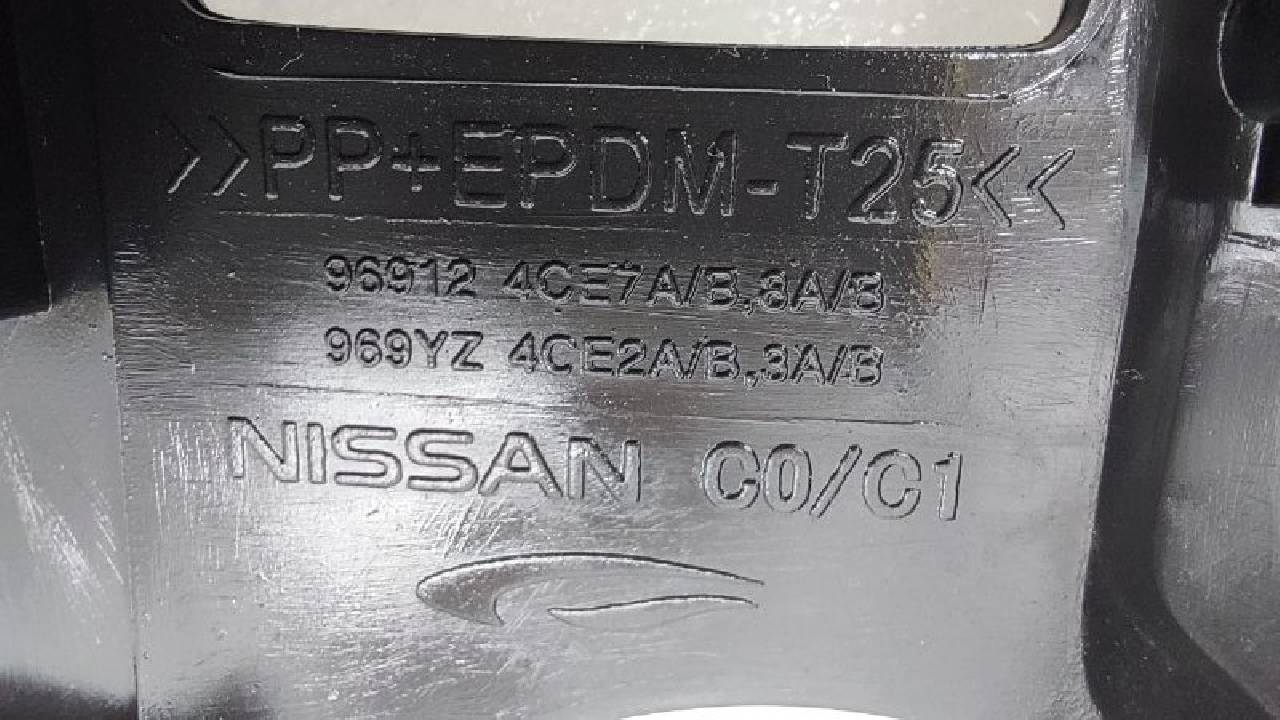 >>PP+EPDM-T25<<
96912 4CE7A/B,8A/B
969YZ 4CE2A/B,3A/B
NISSAN C0/C1